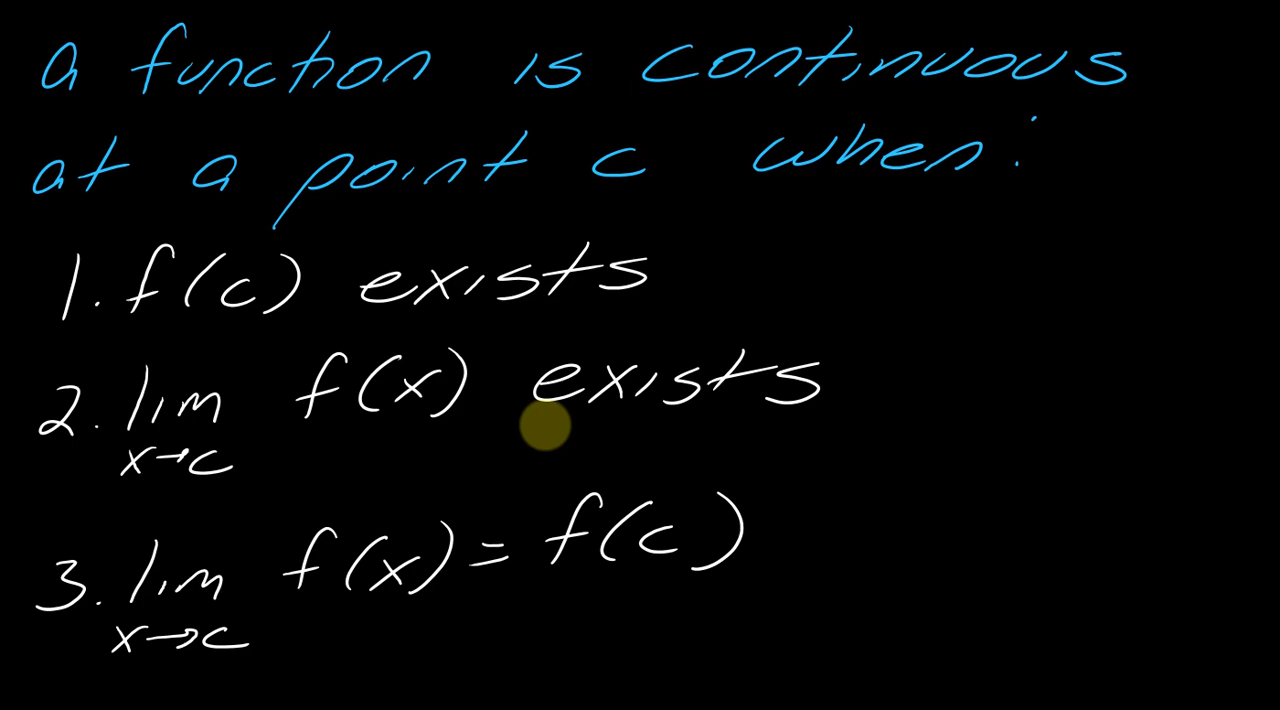 a function is continuous
at a point c when:
1. f(c) exists
2. lim f(x) exists
x→c
3. lim f(x) = f(c)
x→c